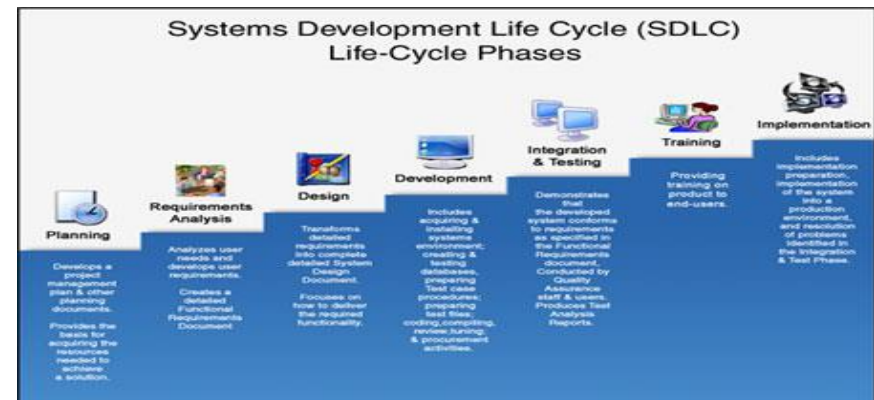 Systems Development Life Cycle (SDLC)
Life-Cycle Phases
Planning
Develops a
project
management
plan & other
planning
documents.
Provides the
basis for
acquiring the
resources
needed to
achieve
a solution.
Requirements
Analysis
Analyzes user
needs and
develops user
requirements.
Creates a
detailed
Functional
Requirements
Document
Design
Transforms
detailed
requirements
into complete
detailed System
Design
Document.
Focuses on
how to deliver
the required
functionality.
Development
Includes
acquiring &
installing
systems
environment;
creating &
testing
databases,
preparing
Test case
procedures;
preparing
test files;
coding,compiling,
review,tuning;
& procurement
activities.
Integration
& Testing
Demonstrates
that
the developed
system conforms
to requirements
as specified in
the Functional
Requirements
document,
Conducted by
Quality
Assurance
staff & users.
Produces Test
Analysis
Reports.
Training
Providing
training on
product to
end-users.
Implementation
Includes
implementation
preparation,
implementation
of the system
into a
production
environment,
and resolution
of problems
identified in
the Integration
& Test Phase.